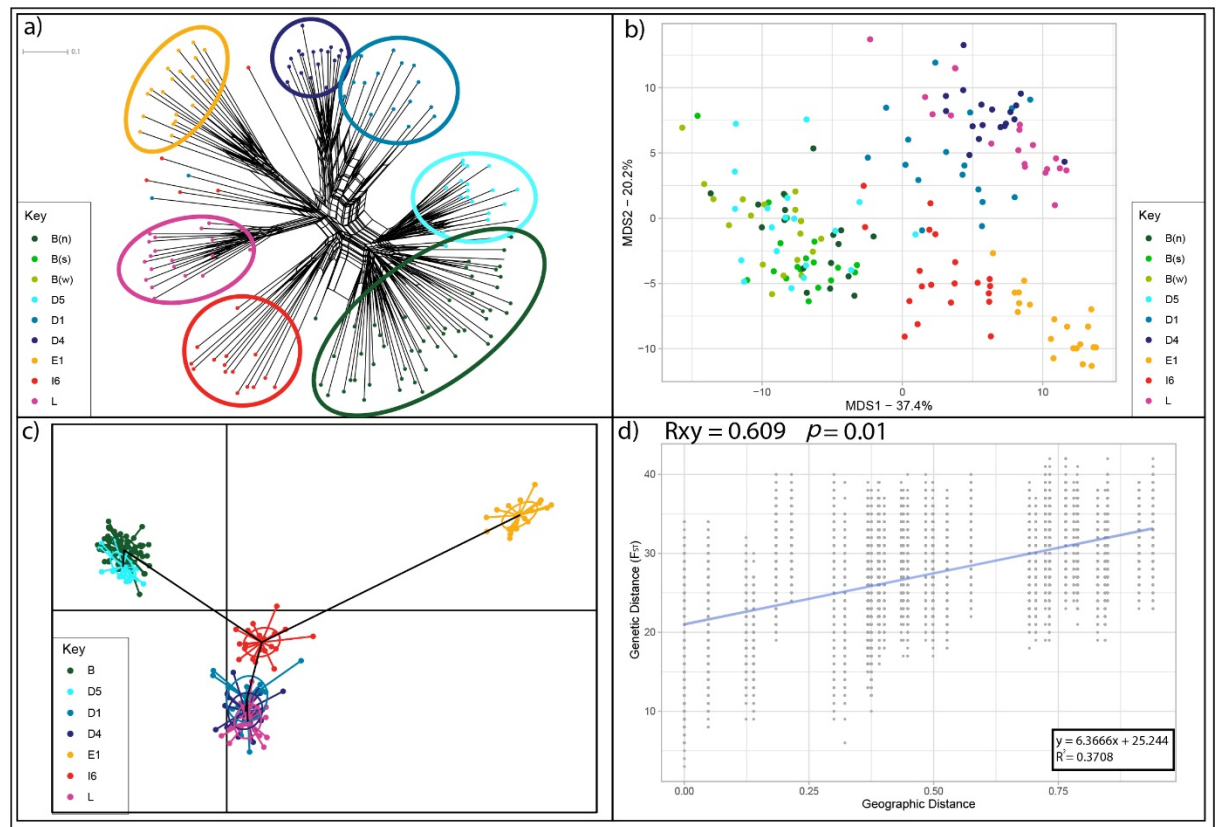 a)
0.1
Key
B(n)
B(s)
B(w)
D5
D1
D4
E1
I6
L
b)
10
5
0
−5
−10
MDS2 − 20.2%
−10
0
10
MDS1 − 37.4%
Key
B(n)
B(s)
B(w)
D5
D1
D4
E1
I6
L
c)
Key
B
D5
D1
D4
E1
I6
L
d)
Rxy = 0.609 p = 0.01
40
30
20
10
Genetic Distance (FST)
0.00
0.25
0.50
0.75
Geographic Distance
y = 6.3666x + 25.244
R² = 0.3708